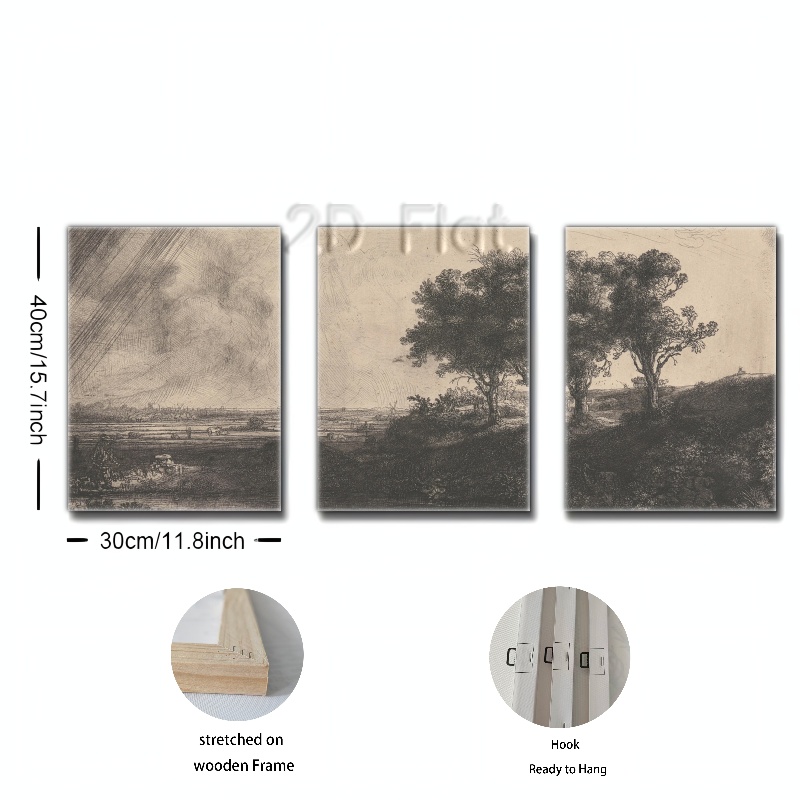 2D Flat
40cm/15.7inch
30cm/11.8inch
stretched on
wooden Frame
Hook
Ready to Hang